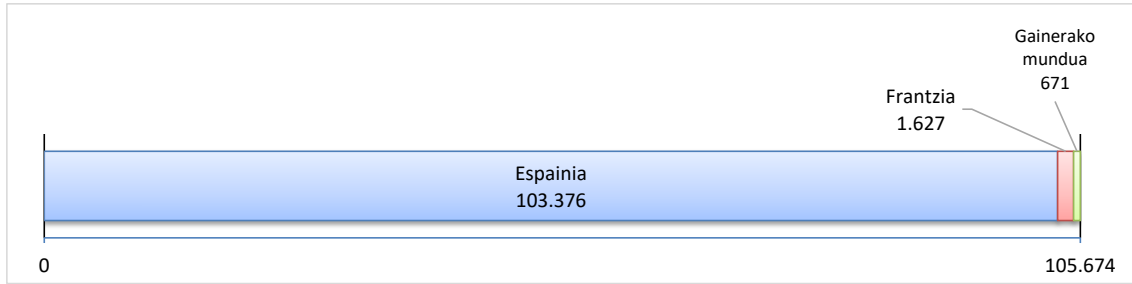 Gainerako
mundua
671
Frantzia
1.627
Espainia
103.376
0
105.674